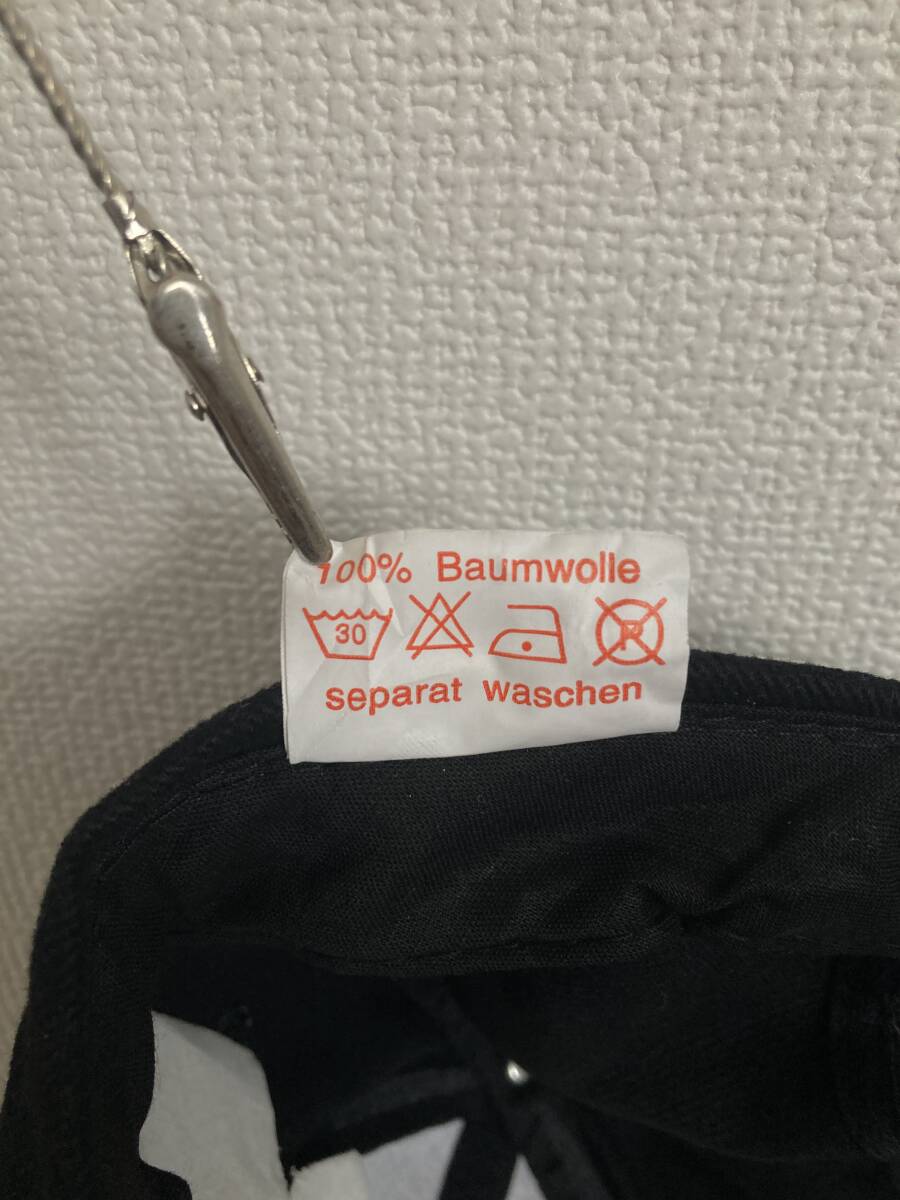 100% Baumwolle
30 P
separat waschen